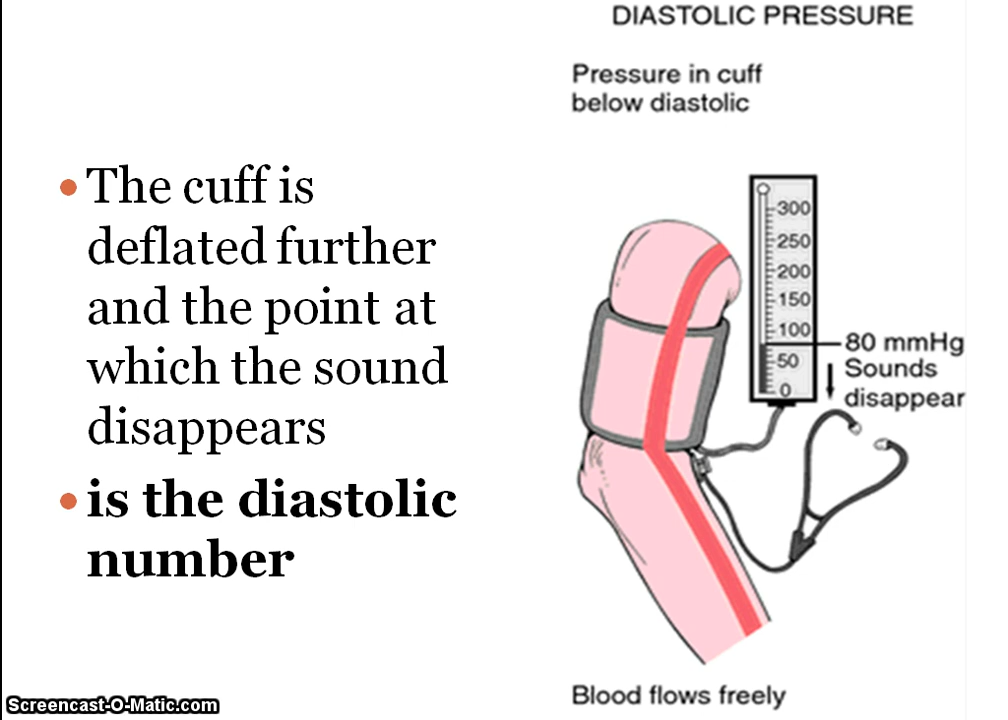 DIASTOLIC PRESSURE
Pressure in cuff
below diastolic
• The cuff is
deflated further
and the point at
which the sound
disappears
• is the diastolic
number
300
250
200
150
100
50
0
80 mmHg
Sounds
disappear
Blood flows freely
Screencast-O-Matic.com